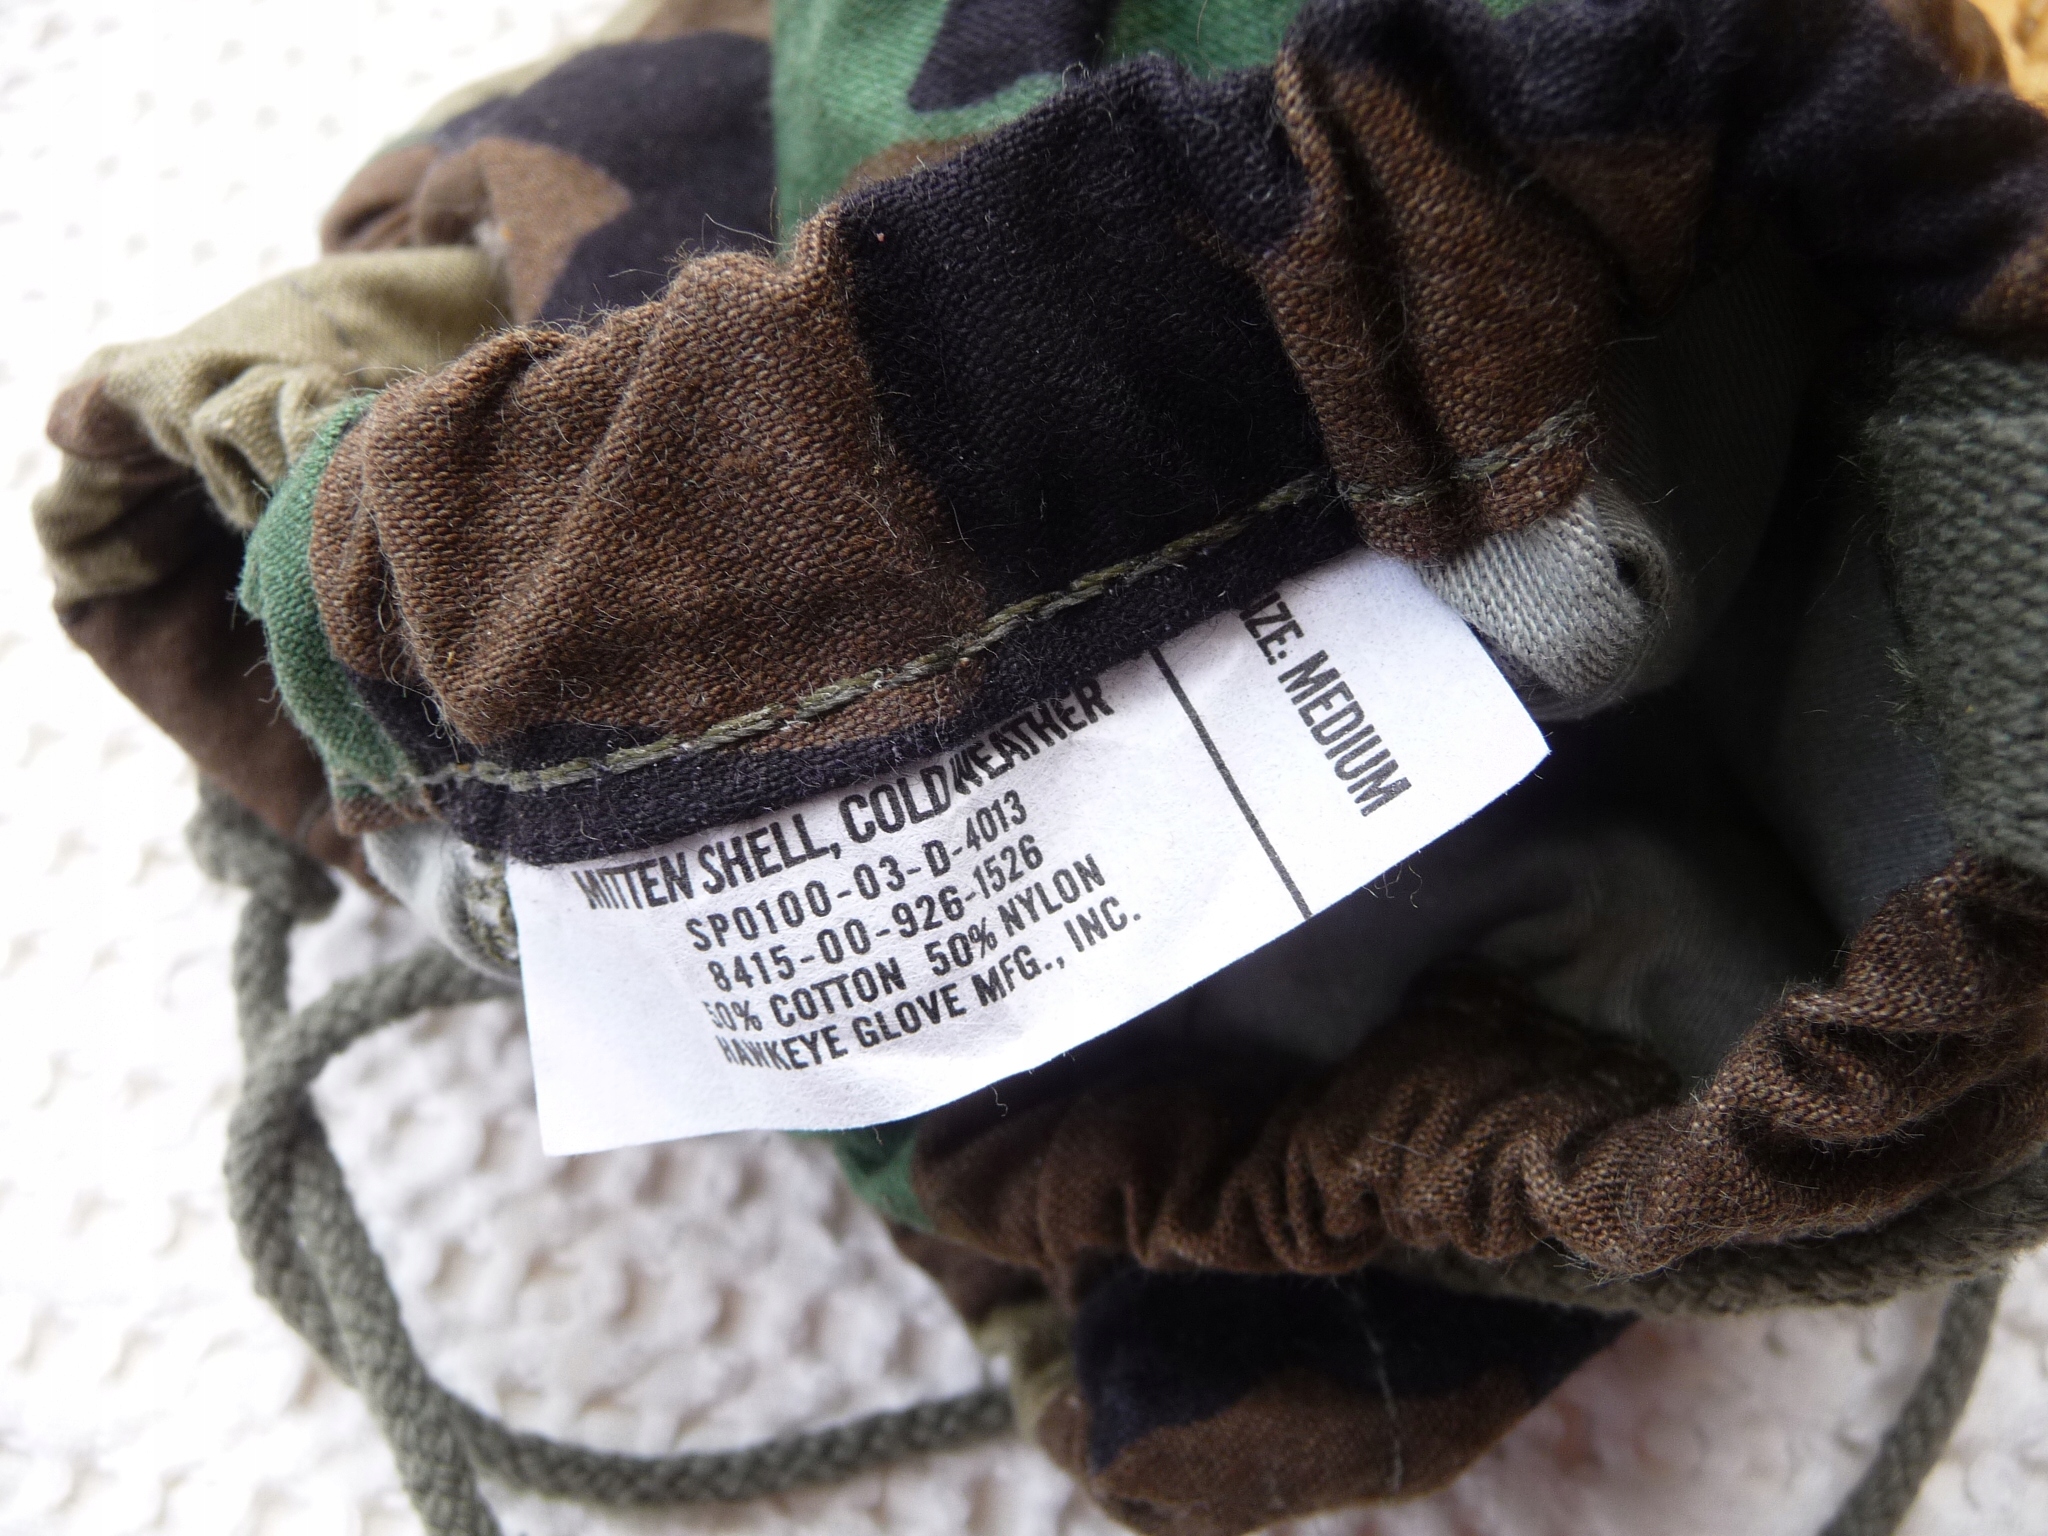 MITTEN SHELL, COLD WEATHER
SP0100-03-D-4013
8415-00-926-1526
50% COTTON 50% NYLON
HAWKEYE GLOVE MFG., INC.
IZE: MEDIUM